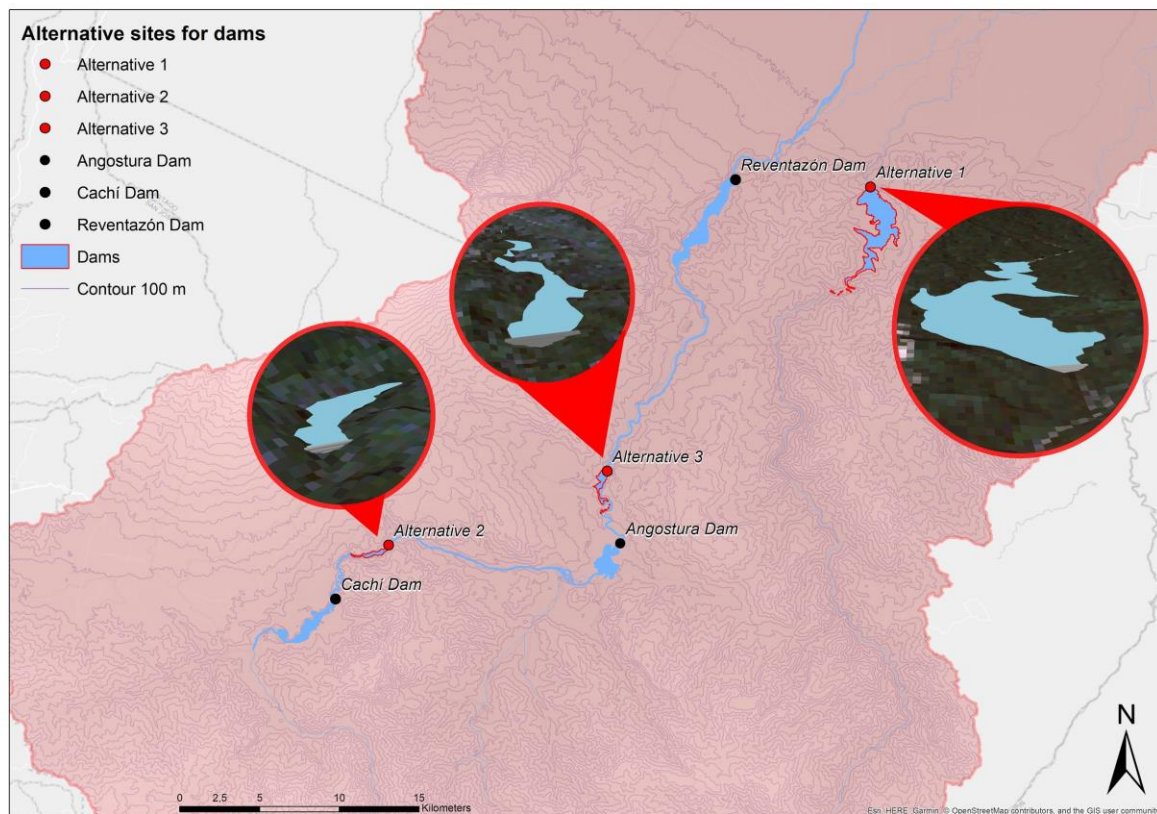 Alternative sites for dams
Alternative 1
Alternative 2
Alternative 3
Angostura Dam
Cachí Dam
Reventazón Dam
Dams
Contour 100 m
Reventazón Dam
Alternative 1
Alternative 3
Alternative 2
Angostura Dam
Cachí Dam
N
0 2.5 5 10 15
Kilometers
Esri, HERE, Garmin, © OpenStreetMap contributors, and the GIS user community